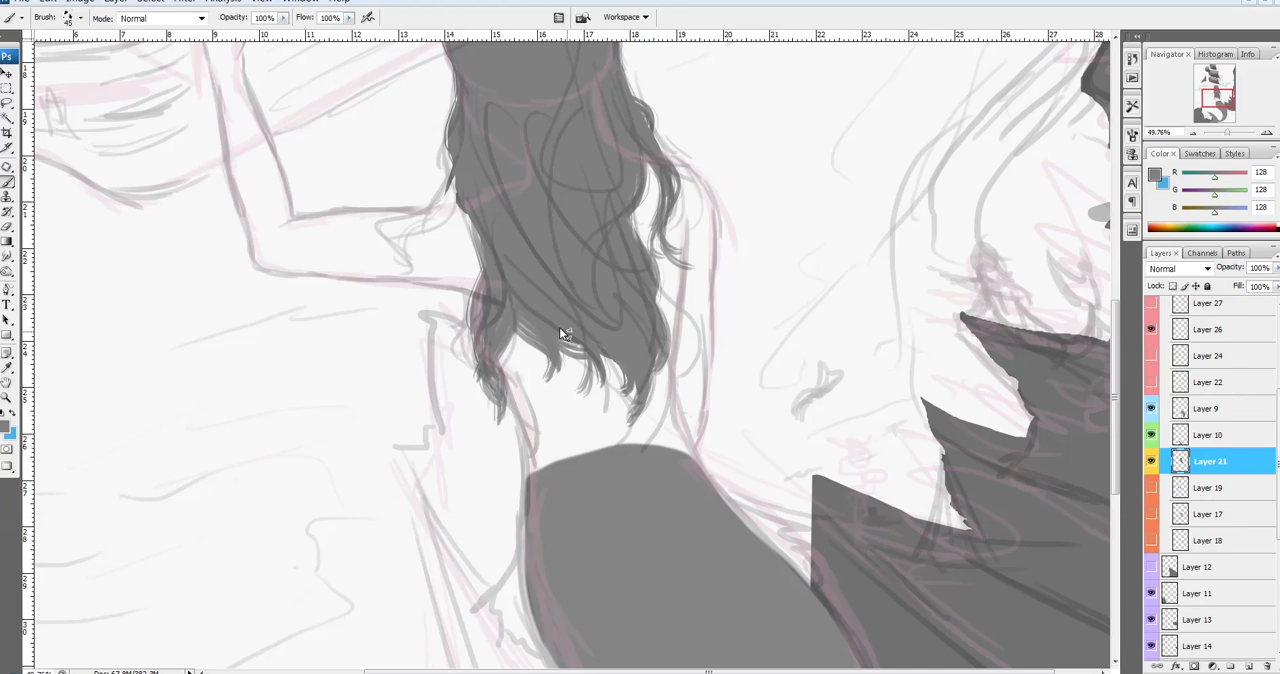 Brush: 45 Mode: Normal Opacity: 100% Flow: 100% Workspace
6 7 8 9 10 11 12 13 14 15 16 17 18 19 20 21 22 23 24 25 26 27 28
Ps
Navigator × Histogram Info
49.76%
Color × Swatches Styles
R 128
G 128
B 128
Layers × Channels Paths
Normal Opacity: 100%
Lock: Fill: 100%
Layer 27
Layer 26
Layer 24
Layer 22
Layer 9
Layer 10
Layer 21
Layer 19
Layer 17
Layer 18
Layer 12
Layer 11
Layer 13
Layer 14